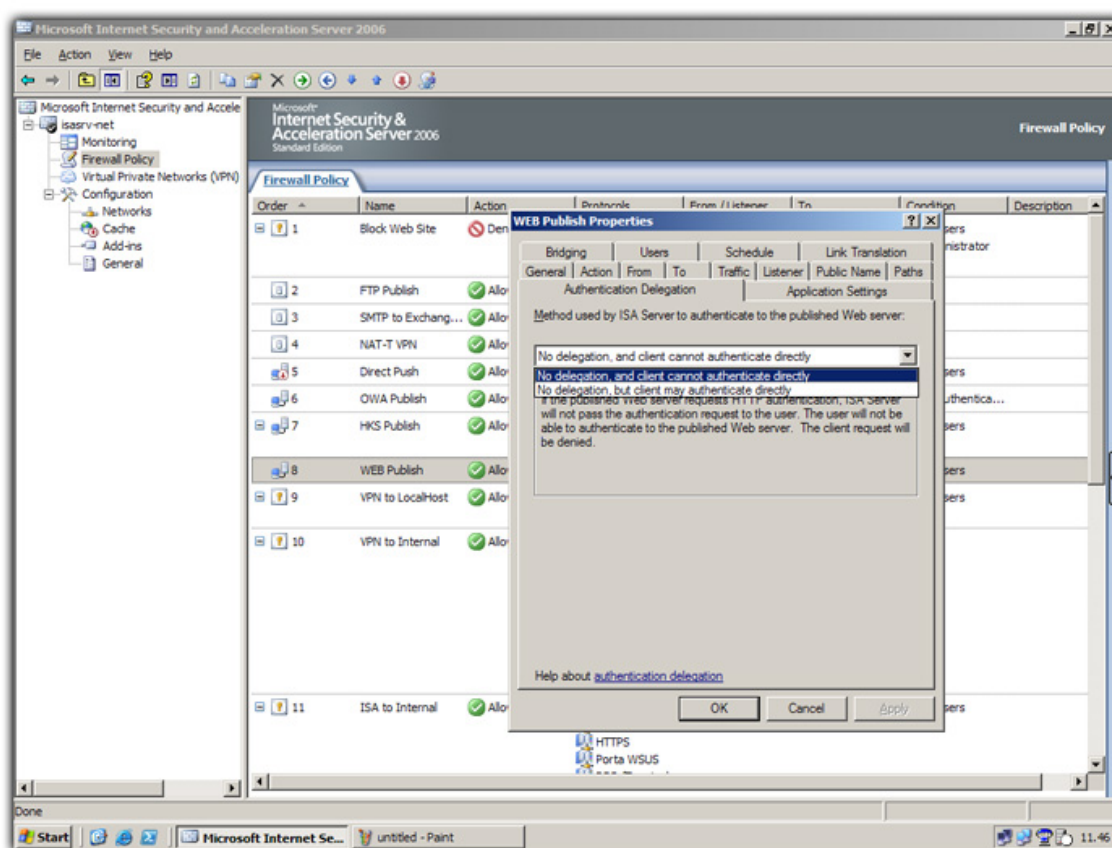 Microsoft Internet Security and Acceleration Server 2006
File Action View Help
Microsoft Internet Security and Accele
isasrv-net
Monitoring
Firewall Policy
Virtual Private Networks (VPN)
Configuration
Networks
Cache
Add-ins
General
Microsoft
Internet Security &
Acceleration Server 2006
Standard Edition
Firewall Policy
Firewall Policy
Order Name Action Protocols From / Listener To Condition Description
1 Block Web Site Den sers
nistrator
2 FTP Publish Allo
3 SMTP to Exchang... Allo
4 NAT-T VPN Allo
5 Direct Push Allo sers
6 OWA Publish Allo uthentica...
7 HKS Publish Allo sers
8 WEB Publish Allo sers
9 VPN to LocalHost Allo sers
10 VPN to Internal Allo
11 ISA to Internal Allo sers
HTTPS
Porta WSUS
WEB Publish Properties
Bridging Users Schedule Link Translation
General Action From To Traffic Listener Public Name Paths
Authentication Delegation Application Settings
Method used by ISA Server to authenticate to the published Web server:
No delegation, and client cannot authenticate directly
No delegation, and client cannot authenticate directly
No delegation, but client may authenticate directly
If the published Web server requests HTTP authentication, ISA Server
will not pass the authentication request to the user. The user will not be
able to authenticate to the published Web server. The client request will
be denied.
Help about authentication delegation
OK Cancel Apply
Done
Start Microsoft Internet Se... untitled - Paint 11.46